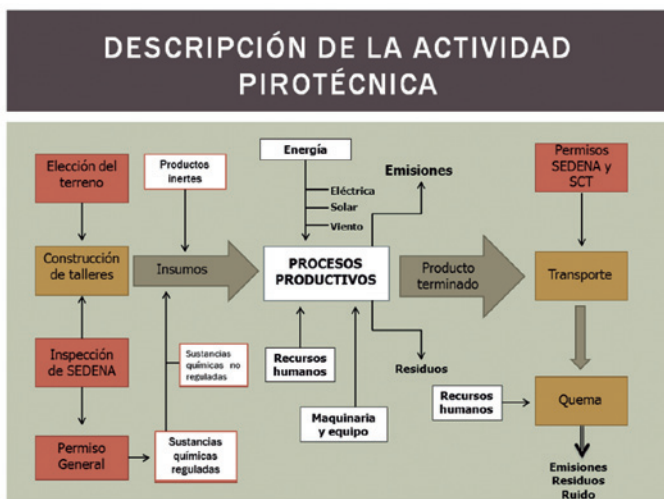 DESCRIPCIÓN DE LA ACTIVIDAD
PIROTÉCNICA
Elección del
terreno
Productos
inertes
Energía
Eléctrica
Solar
Viento
Emisiones
Permisos
SEDENA y
SCT
Construcción
de talleres
Insumos
PROCESOS
PRODUCTIVOS
Producto
terminado
Transporte
Inspección
de SEDENA
Sustancias
químicas no
reguladas
Recursos
humanos
Residuos
Maquinaria
y equipo
Recursos
humanos
Quema
Permiso
General
Sustancias
químicas
reguladas
Emisiones
Residuos
Ruido